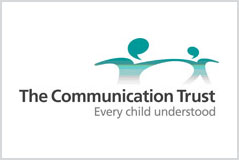 The Communication Trust
Every child understood